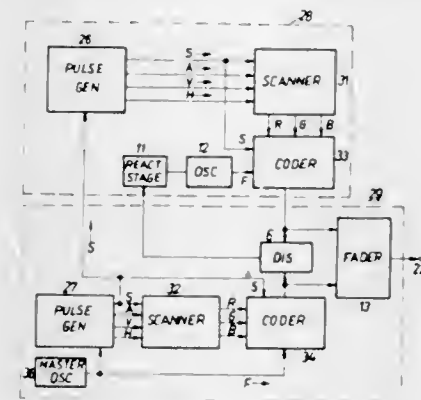 28
26
PULSE
GEN
S
A
V
H
SCANNER
31
R G B
11
REACT
STAGE
12
OSC
S
F
CODER
33
29
S
6
DIS
FADER
13
27
PULSE
GEN
S
A
V
H
32
SCANNER
R
G
B
S
CODER
34
MASTER
OSC
F